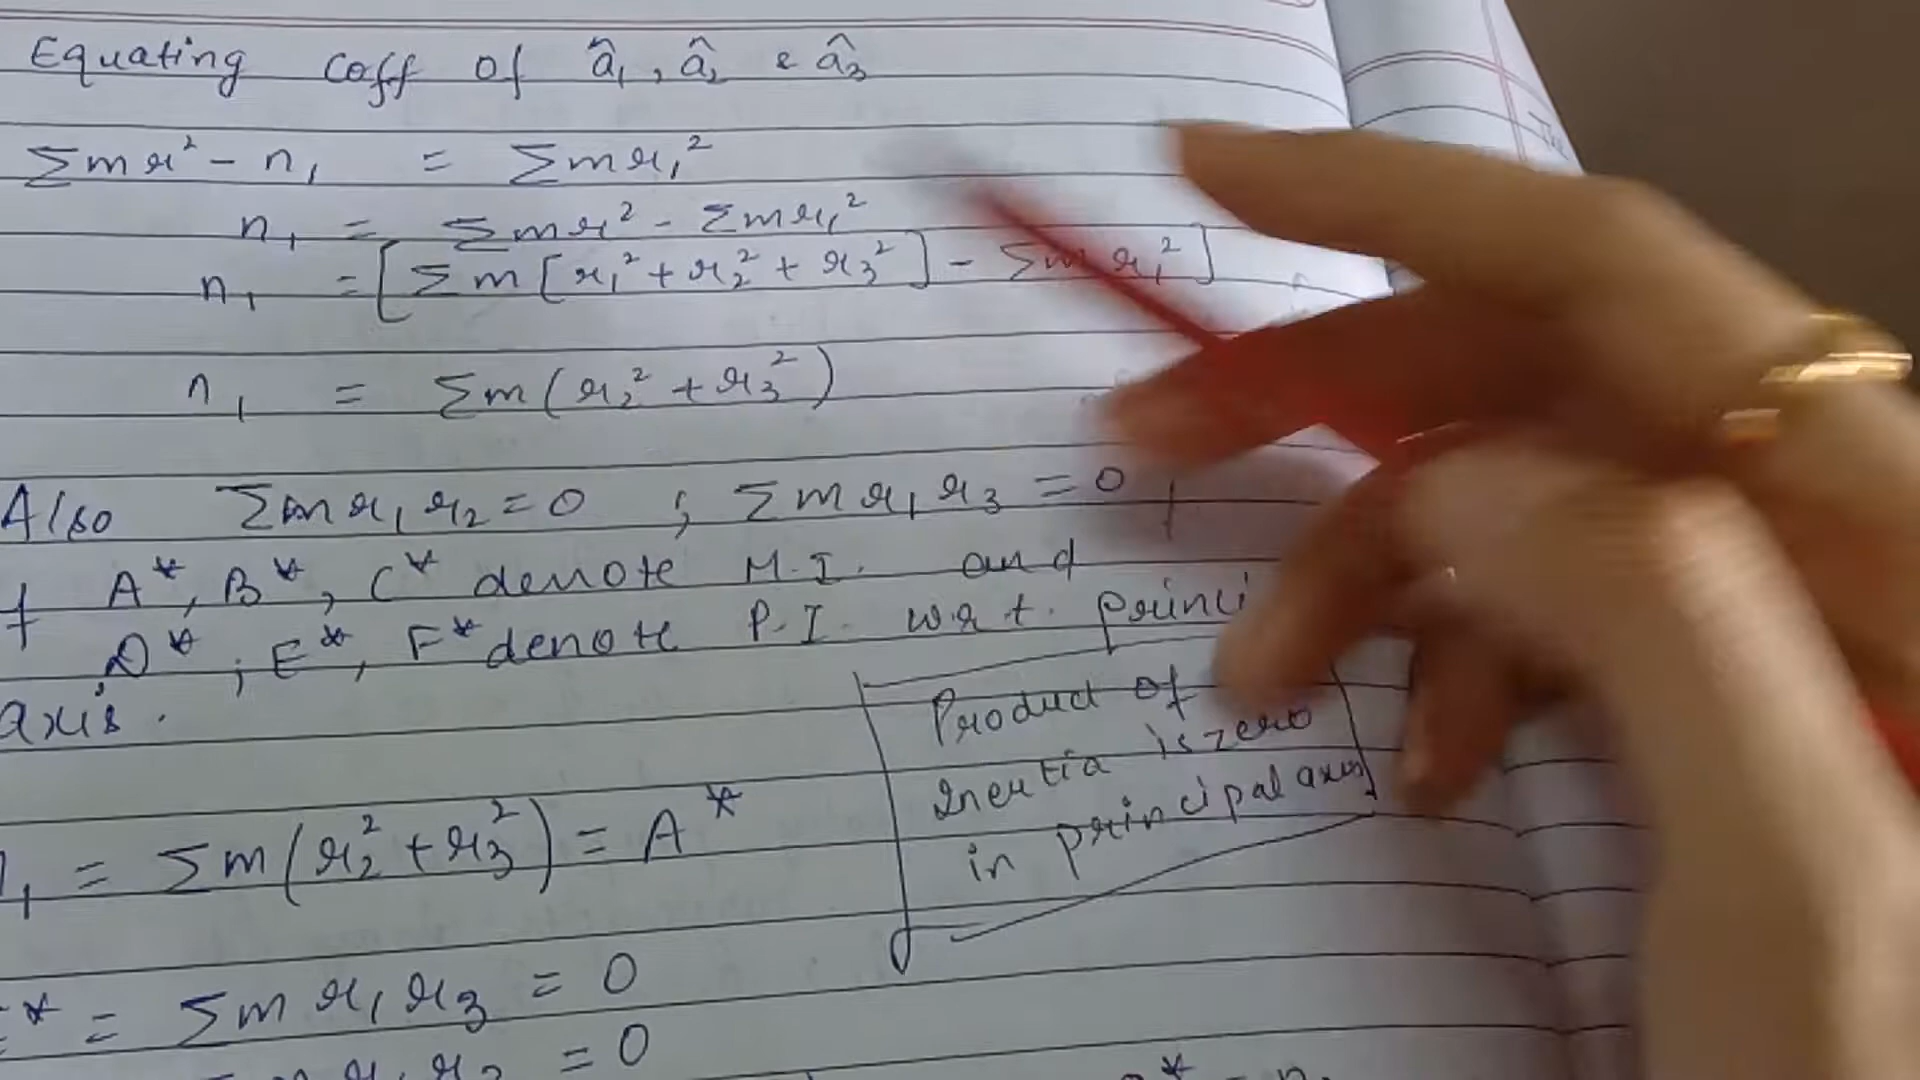 Equating coff of â₁, â₂ & â₃
Σmr² - n₁ = Σmr₁²
n₁ = Σmr² - Σmr₁²
n₁ = [Σm[r₁² + r₂² + r₃²] - Σmr₁²]
n₁ = Σm(r₂² + r₃²)
Also Σmr₁r₂ = 0 ; Σmr₁r₃ = 0
A*, B*, C* denote M.I. and
D*, E*, F* denote P.I. w.r.t. princi
axis.
Product of
Inertia is zero
in principal axis
= Σm(r₂² + r₃²) = A*
* = Σmr₁r₃ = 0
= 0